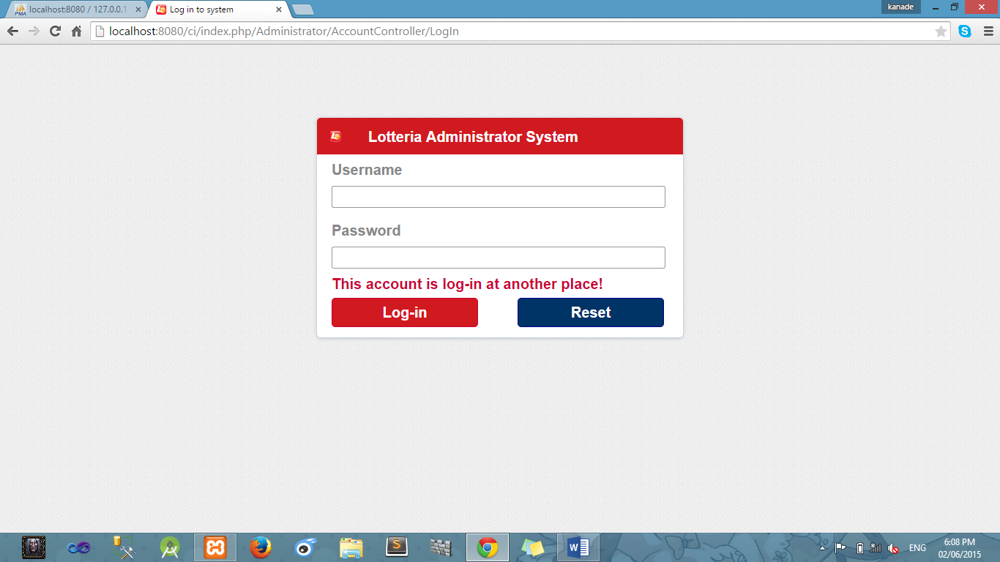 localhost:8080 / 127.0.0.1
Log in to system
kanade
localhost:8080/ci/index.php/Administrator/AccountController/LogIn
Lotteria Administrator System
Username
Password
This account is log-in at another place!
Log-in
Reset
ENG
6:08 PM
02/06/2015